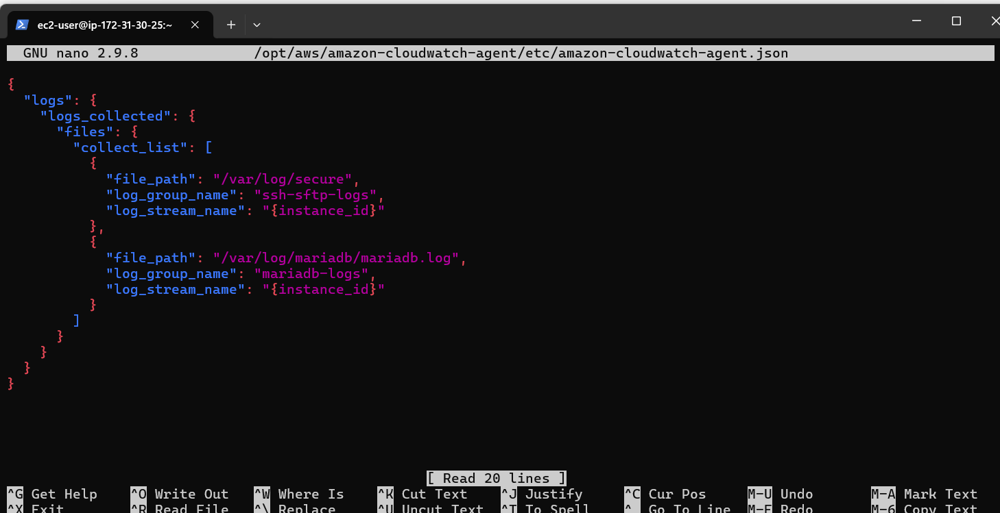 ec2-user@ip-172-31-30-25:~
GNU nano 2.9.8 /opt/aws/amazon-cloudwatch-agent/etc/amazon-cloudwatch-agent.json
{
  "logs": {
    "logs_collected": {
      "files": {
        "collect_list": [
          {
            "file_path": "/var/log/secure",
            "log_group_name": "ssh-sftp-logs",
            "log_stream_name": "{instance_id}"
          },
          {
            "file_path": "/var/log/mariadb/mariadb.log",
            "log_group_name": "mariadb-logs",
            "log_stream_name": "{instance_id}"
          }
        ]
      }
    }
  }
}
[ Read 20 lines ]
^G Get Help ^O Write Out ^W Where Is ^K Cut Text ^J Justify ^C Cur Pos M-U Undo M-A Mark Text
^X Exit ^R Read File ^\ Replace ^U Uncut Text ^T To Spell ^_ Go To Line M-E Redo M-6 Copy Text